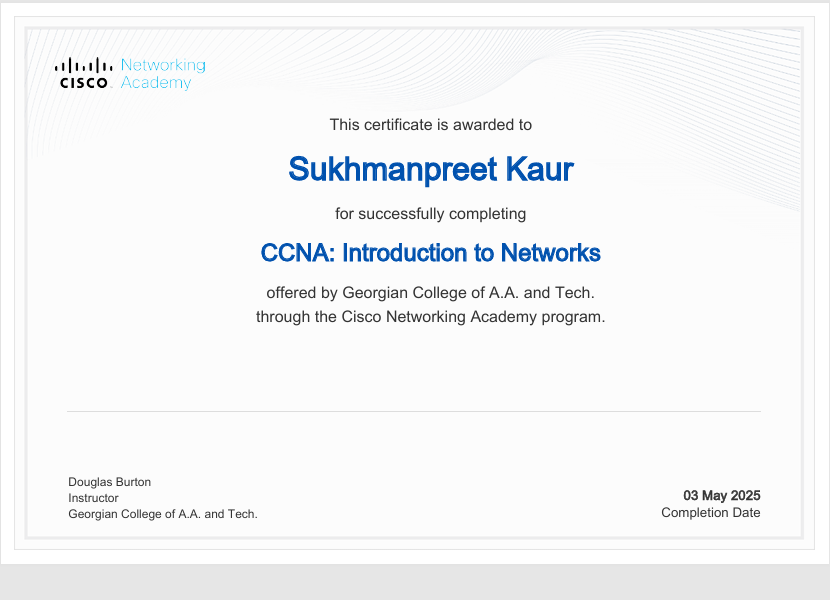 CISCO Networking
Academy
This certificate is awarded to
Sukhmanpreet Kaur
for successfully completing
CCNA: Introduction to Networks
offered by Georgian College of A.A. and Tech.
through the Cisco Networking Academy program.
Douglas Burton
Instructor
Georgian College of A.A. and Tech.
03 May 2025
Completion Date